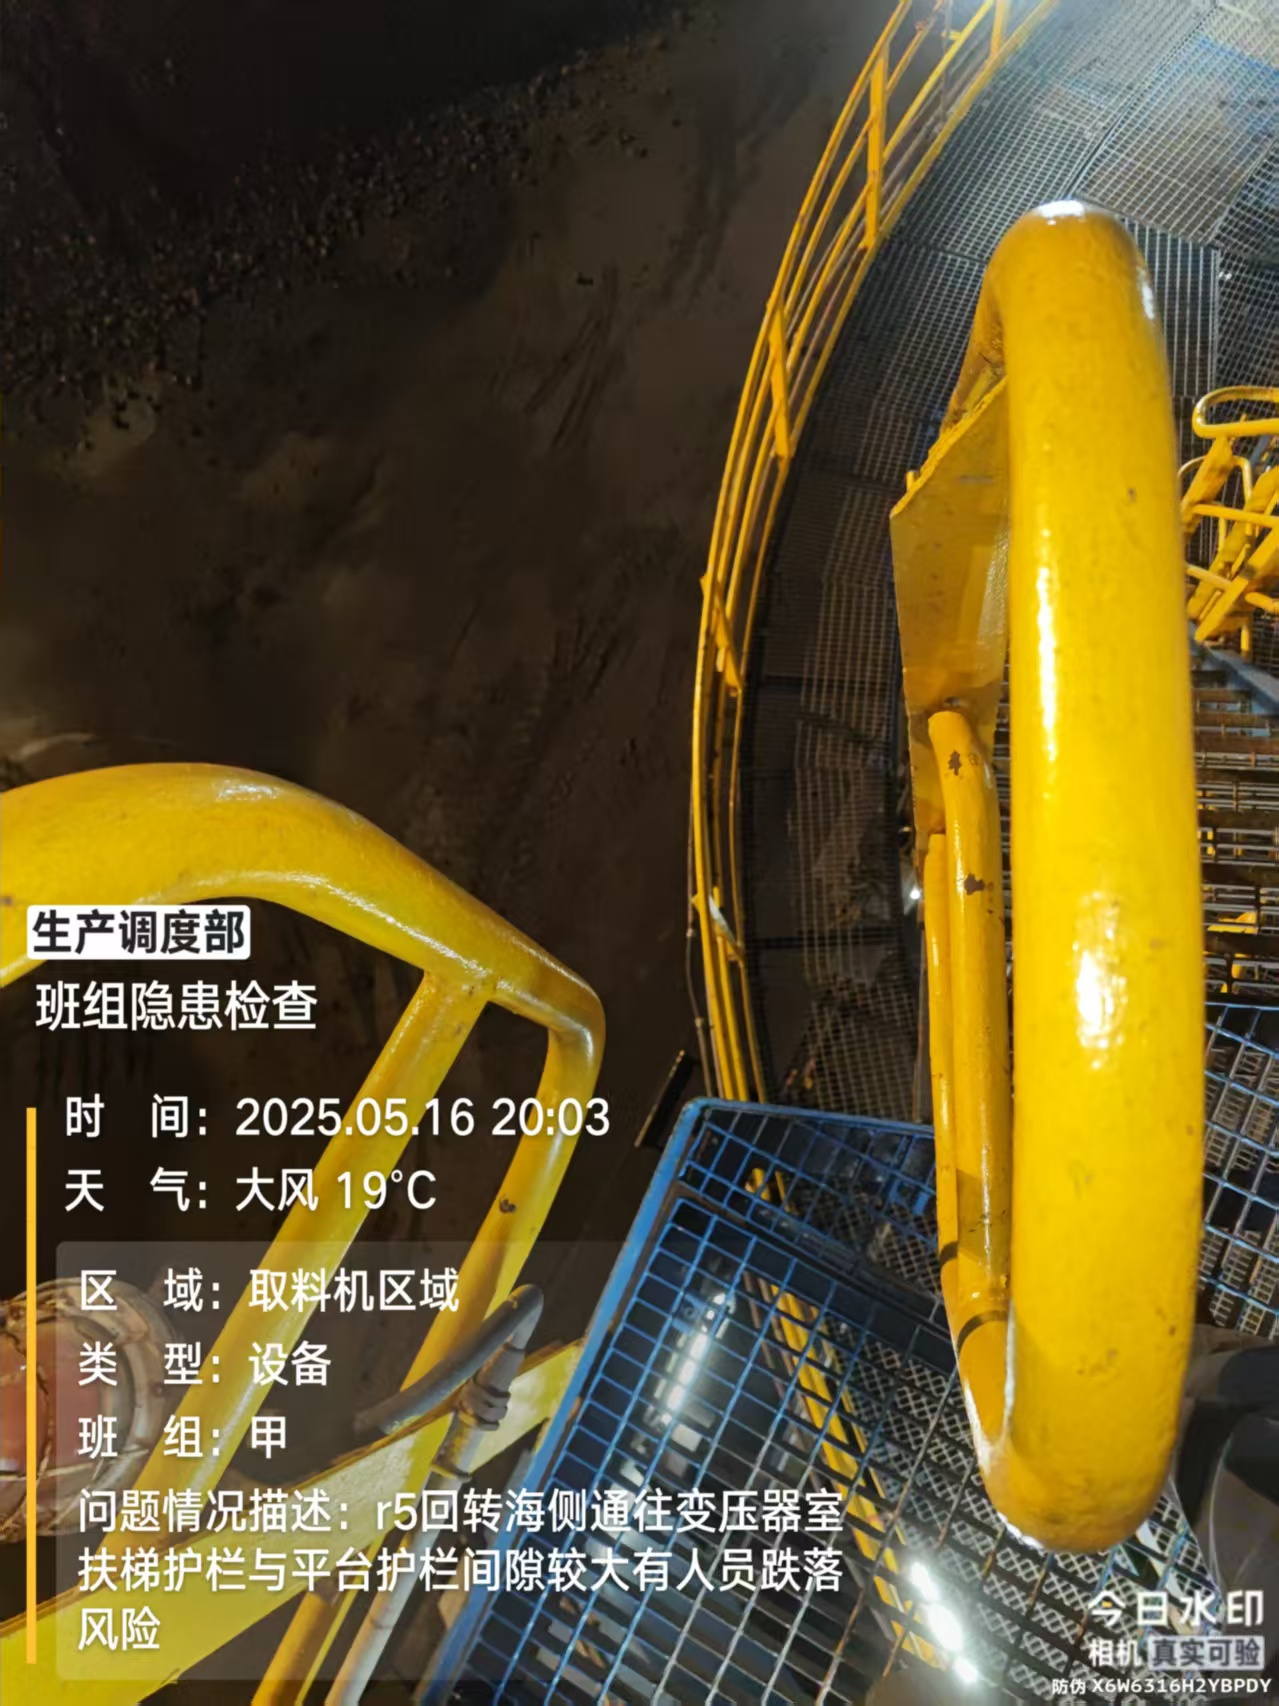 生产调度部
班组隐患检查
时 间：2025.05.16 20:03
天 气：大风 19℃
区 域：取料机区域
类 型：设备
班 组：甲
问题情况描述：r5回转海侧通往变压器室
扶梯护栏与平台护栏间隙较大有人员跌落
风险
今日水印
相机 真实可验
防伪 X6W6316H2YBPDY